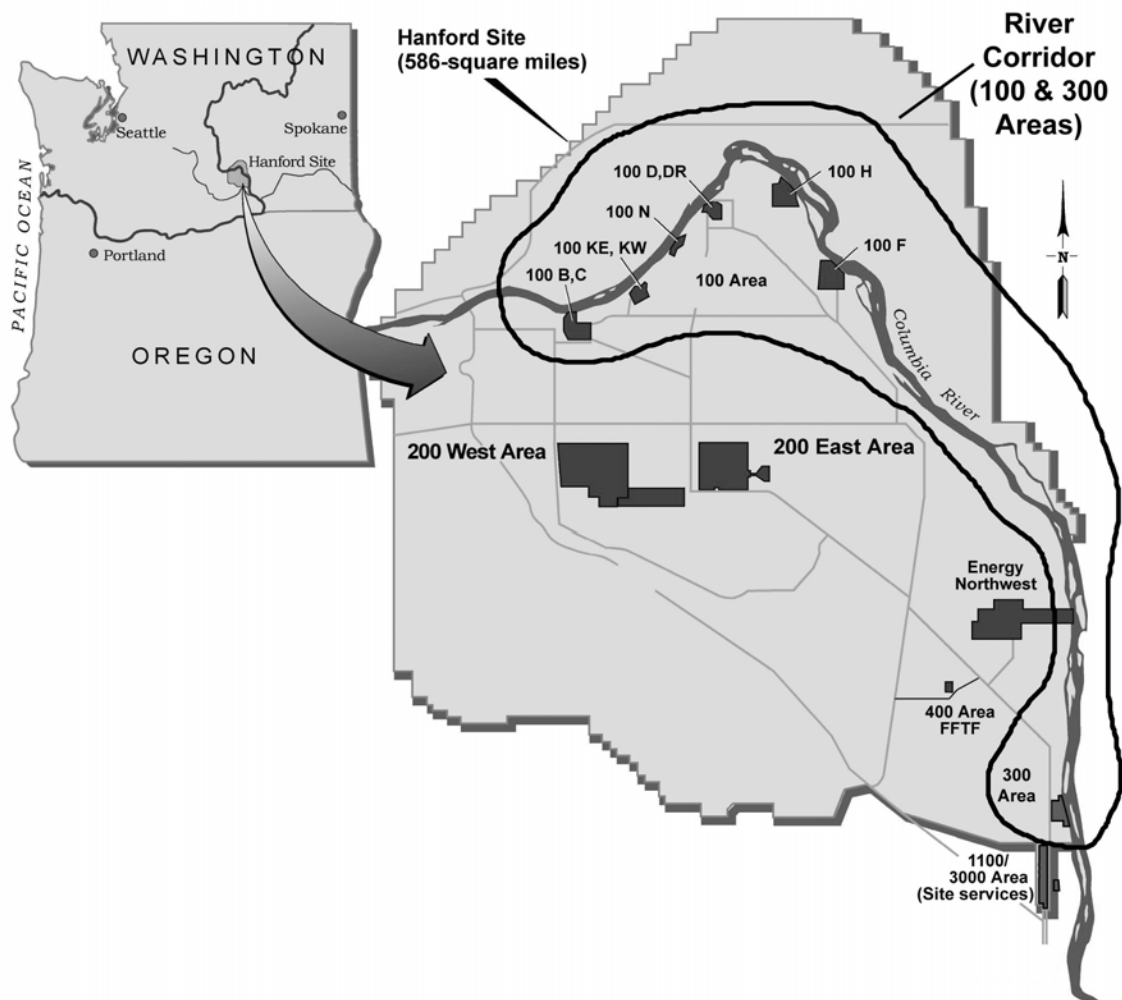 WASHINGTON
Seattle
Spokane
Hanford Site
PACIFIC OCEAN
Portland
OREGON
Hanford Site
(586-square miles)
River
Corridor
(100 & 300
Areas)
100 D,DR
100 H
100 N
100 KE, KW
100 F
100 B,C
100 Area
N
Columbia River
200 West Area
200 East Area
Energy
Northwest
400 Area
FFTF
300
Area
1100/
3000 Area
(Site services)